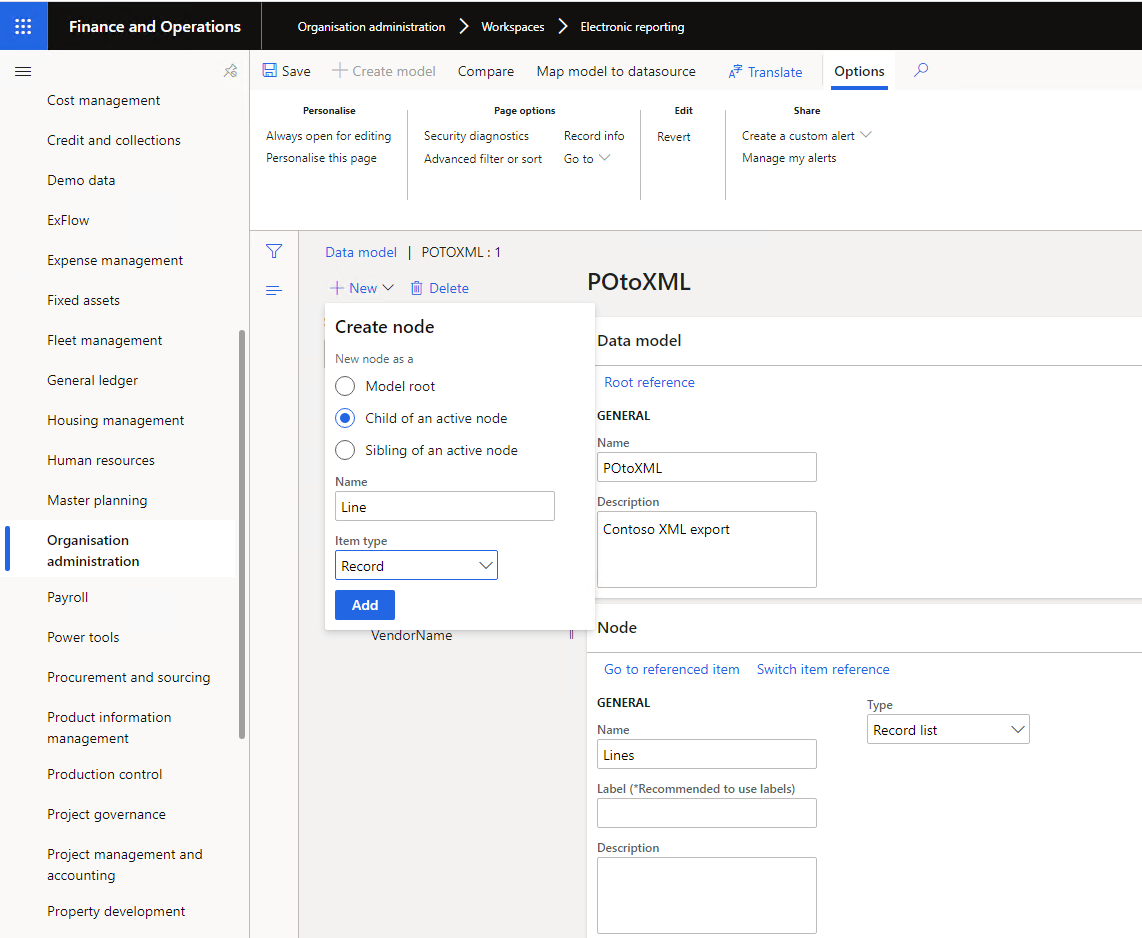 Finance and Operations
Organisation administration
Workspaces
Electronic reporting
Save
Create model
Compare
Map model to datasource
Translate
Options
Personalise
Always open for editing
Personalise this page
Page options
Security diagnostics
Advanced filter or sort
Record info
Go to
Edit
Revert
Share
Create a custom alert
Manage my alerts
Cost management
Credit and collections
Demo data
ExFlow
Expense management
Fixed assets
Fleet management
General ledger
Housing management
Human resources
Master planning
Organisation
administration
Payroll
Power tools
Procurement and sourcing
Product information
management
Production control
Project governance
Project management and
accounting
Property development
Data model | POTOXML : 1
New
Delete
Create node
New node as a
Model root
Child of an active node
Sibling of an active node
Name
Line
Item type
Record
Add
VendorName
POtoXML
Data model
Root reference
GENERAL
Name
POtoXML
Description
Contoso XML export
Node
Go to referenced item
Switch item reference
GENERAL
Name
Lines
Label (*Recommended to use labels)
Description
Type
Record list